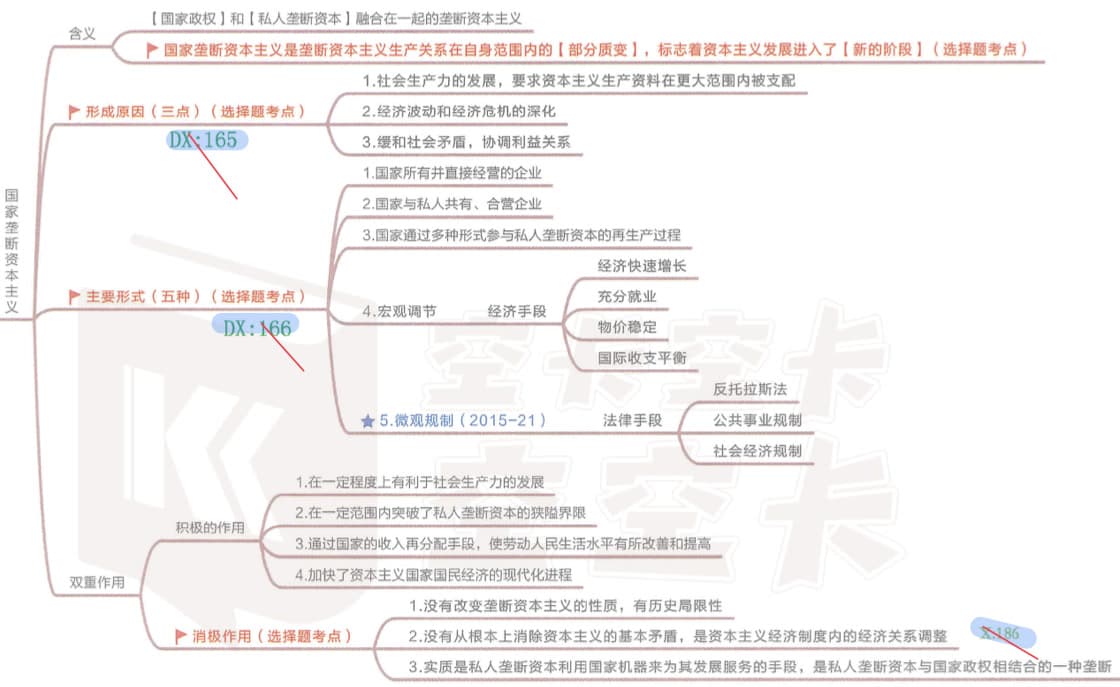 国家垄断资本主义
含义
【国家政权】和【私人垄断资本】融合在一起的垄断资本主义
国家垄断资本主义是垄断资本主义生产关系在自身范围内的【部分质变】，标志着资本主义发展进入了【新的阶段】（选择题考点）
形成原因（三点）（选择题考点）
DX:165
1.社会生产力的发展，要求资本主义生产资料在更大范围内被支配
2.经济波动和经济危机的深化
3.缓和社会矛盾，协调利益关系
主要形式（五种）（选择题考点）
DX:166
1.国家所有并直接经营的企业
2.国家与私人共有、合营企业
3.国家通过多种形式参与私人垄断资本的再生产过程
4.宏观调节
经济手段
经济快速增长
充分就业
物价稳定
国际收支平衡
5.微观规制（2015-21）
法律手段
反托拉斯法
公共事业规制
社会经济规制
双重作用
积极的作用
1.在一定程度上有利于社会生产力的发展
2.在一定范围内突破了私人垄断资本的狭隘界限
3.通过国家的收入再分配手段，使劳动人民生活水平有所改善和提高
4.加快了资本主义国家国民经济的现代化进程
消极作用（选择题考点）
1.没有改变垄断资本主义的性质，有历史局限性
2.没有从根本上消除资本主义的基本矛盾，是资本主义经济制度内的经济关系调整
X:186
3.实质是私人垄断资本利用国家机器来为其发展服务的手段，是私人垄断资本与国家政权相结合的一种垄断
空卡空卡
空空卡